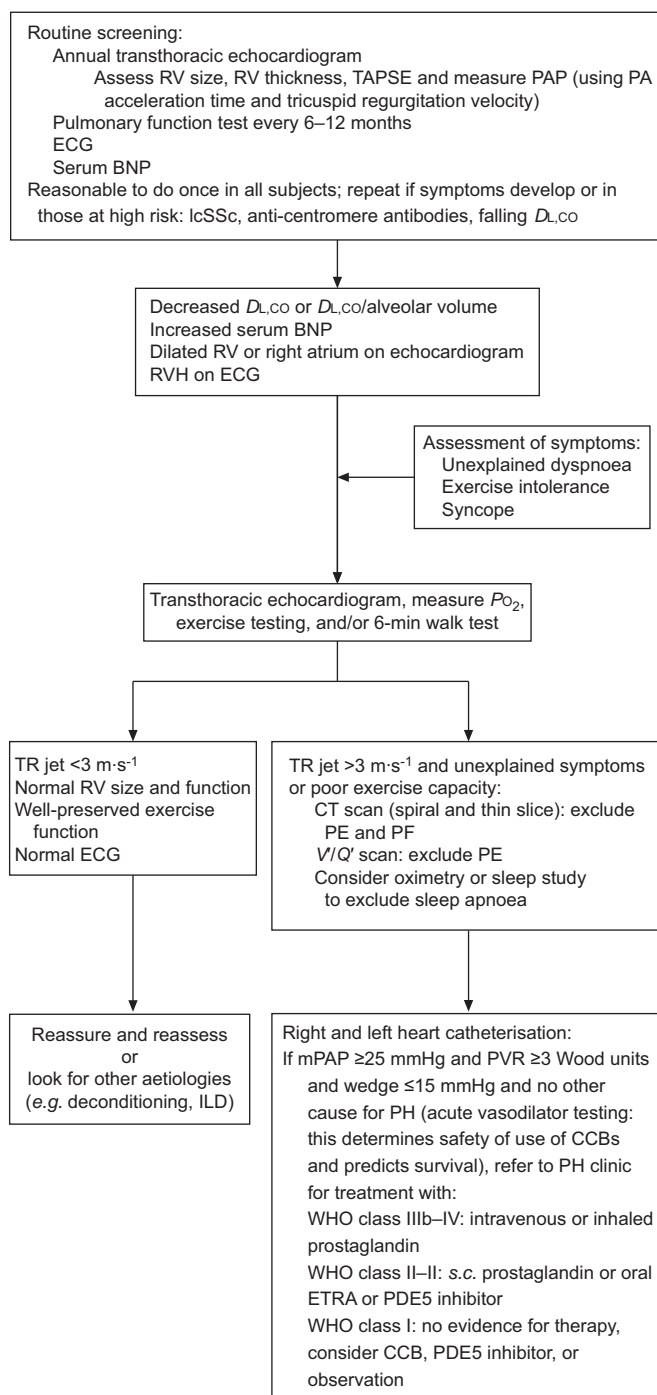 Routine screening:
Annual transthoracic echocardiogram
Assess RV size, RV thickness, TAPSE and measure PAP (using PA
acceleration time and tricuspid regurgitation velocity)
Pulmonary function test every 6–12 months
ECG
Serum BNP
Reasonable to do once in all subjects; repeat if symptoms develop or in
those at high risk: lcSSc, anti-centromere antibodies, falling DL,CO
Decreased DL,CO or DL,CO/alveolar volume
Increased serum BNP
Dilated RV or right atrium on echocardiogram
RVH on ECG
Assessment of symptoms:
Unexplained dyspnoea
Exercise intolerance
Syncope
Transthoracic echocardiogram, measure PO2,
exercise testing, and/or 6-min walk test
TR jet <3 m·s-1
Normal RV size and function
Well-preserved exercise
function
Normal ECG
TR jet >3 m·s-1 and unexplained symptoms
or poor exercise capacity:
CT scan (spiral and thin slice): exclude
PE and PF
V'/Q' scan: exclude PE
Consider oximetry or sleep study
to exclude sleep apnoea
Reassure and reassess
or
look for other aetiologies
(e.g. deconditioning, ILD)
Right and left heart catheterisation:
If mPAP ≥25 mmHg and PVR ≥3 Wood units
and wedge ≤15 mmHg and no other
cause for PH (acute vasodilator testing:
this determines safety of use of CCBs
and predicts survival), refer to PH clinic
for treatment with:
WHO class IIIb–IV: intravenous or inhaled
prostaglandin
WHO class II–II: s.c. prostaglandin or oral
ETRA or PDE5 inhibitor
WHO class I: no evidence for therapy,
consider CCB, PDE5 inhibitor, or
observation